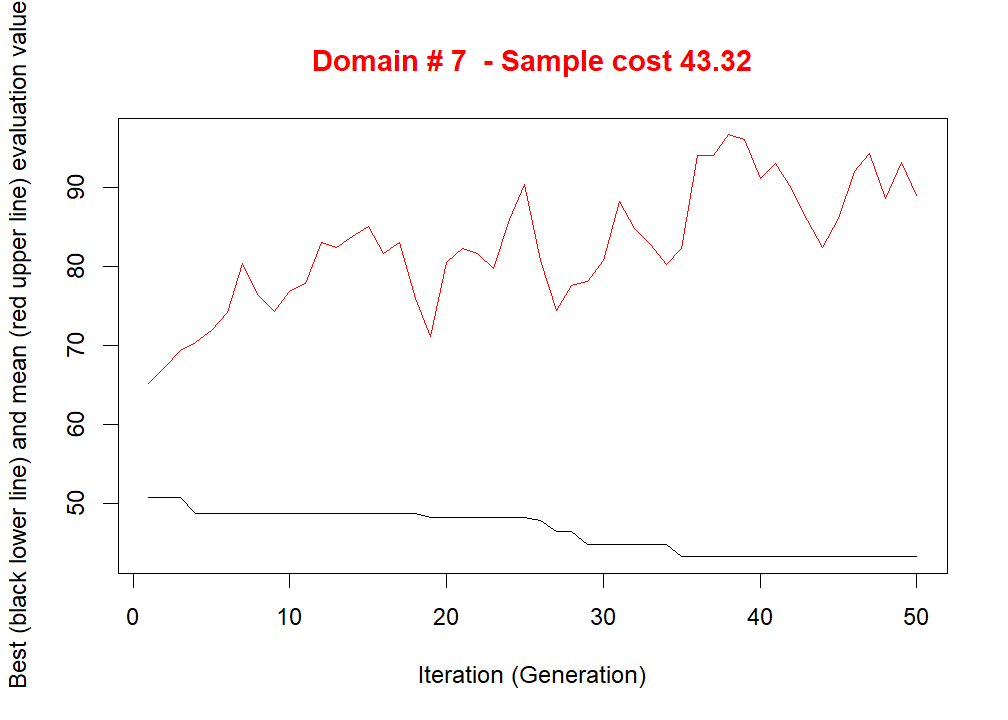 Domain # 7  - Sample cost 43.32
Best (black lower line) and mean (red upper line) evaluation value
90
80
70
60
50
0 10 20 30 40 50
Iteration (Generation)